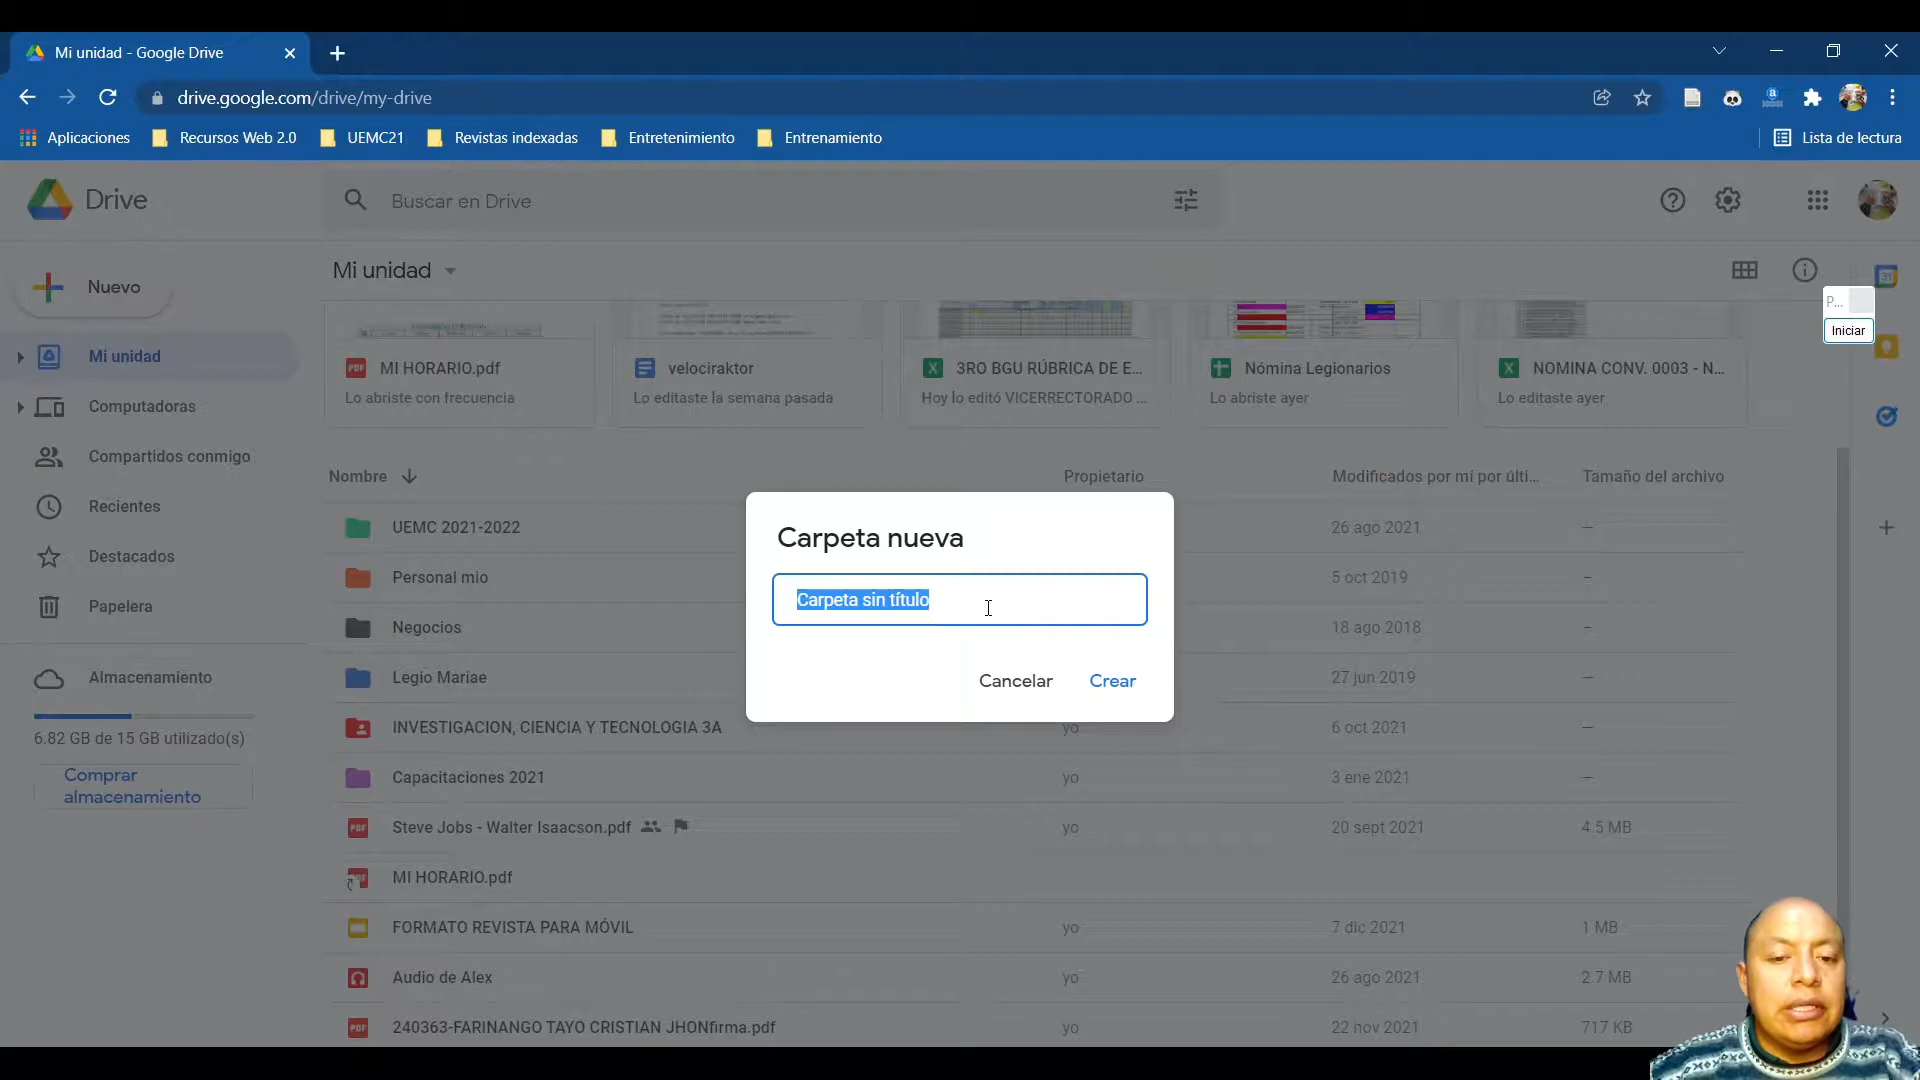 Mi unidad - Google Drive
drive.google.com/drive/my-drive
Aplicaciones
Recursos Web 2.0
UEMC21
Revistas indexadas
Entretenimiento
Entrenamiento
Lista de lectura
Drive
Buscar en Drive
Nuevo
Mi unidad
P...
Iniciar
Mi unidad
Computadoras
Compartidos conmigo
Recientes
Destacados
Papelera
Almacenamiento
6.82 GB de 15 GB utilizado(s)
Comprar
almacenamiento
MI HORARIO.pdf
Lo abriste con frecuencia
velociraktor
Lo editaste la semana pasada
3RO BGU RÚBRICA DE E...
Hoy lo editó VICERRECTORADO ...
Nómina Legionarios
Lo abriste ayer
NOMINA CONV. 0003 - N...
Lo editaste ayer
Nombre Propietario Modificados por mí por últi... Tamaño del archivo
UEMC 2021-2022 26 ago 2021 —
Personal mio 5 oct 2019 —
Negocios 18 ago 2018 —
Legio Mariae 27 jun 2019 —
INVESTIGACION, CIENCIA Y TECNOLOGIA 3A yo 6 oct 2021 —
Capacitaciones 2021 yo 3 ene 2021 —
Steve Jobs - Walter Isaacson.pdf yo 20 sept 2021 4.5 MB
MI HORARIO.pdf
FORMATO REVISTA PARA MÓVIL yo 7 dic 2021 1 MB
Audio de Alex yo 26 ago 2021 2.7 MB
240363-FARINANGO TAYO CRISTIAN JHONfirma.pdf yo 22 nov 2021 717 KB
Carpeta nueva
Carpeta sin título
Cancelar
Crear